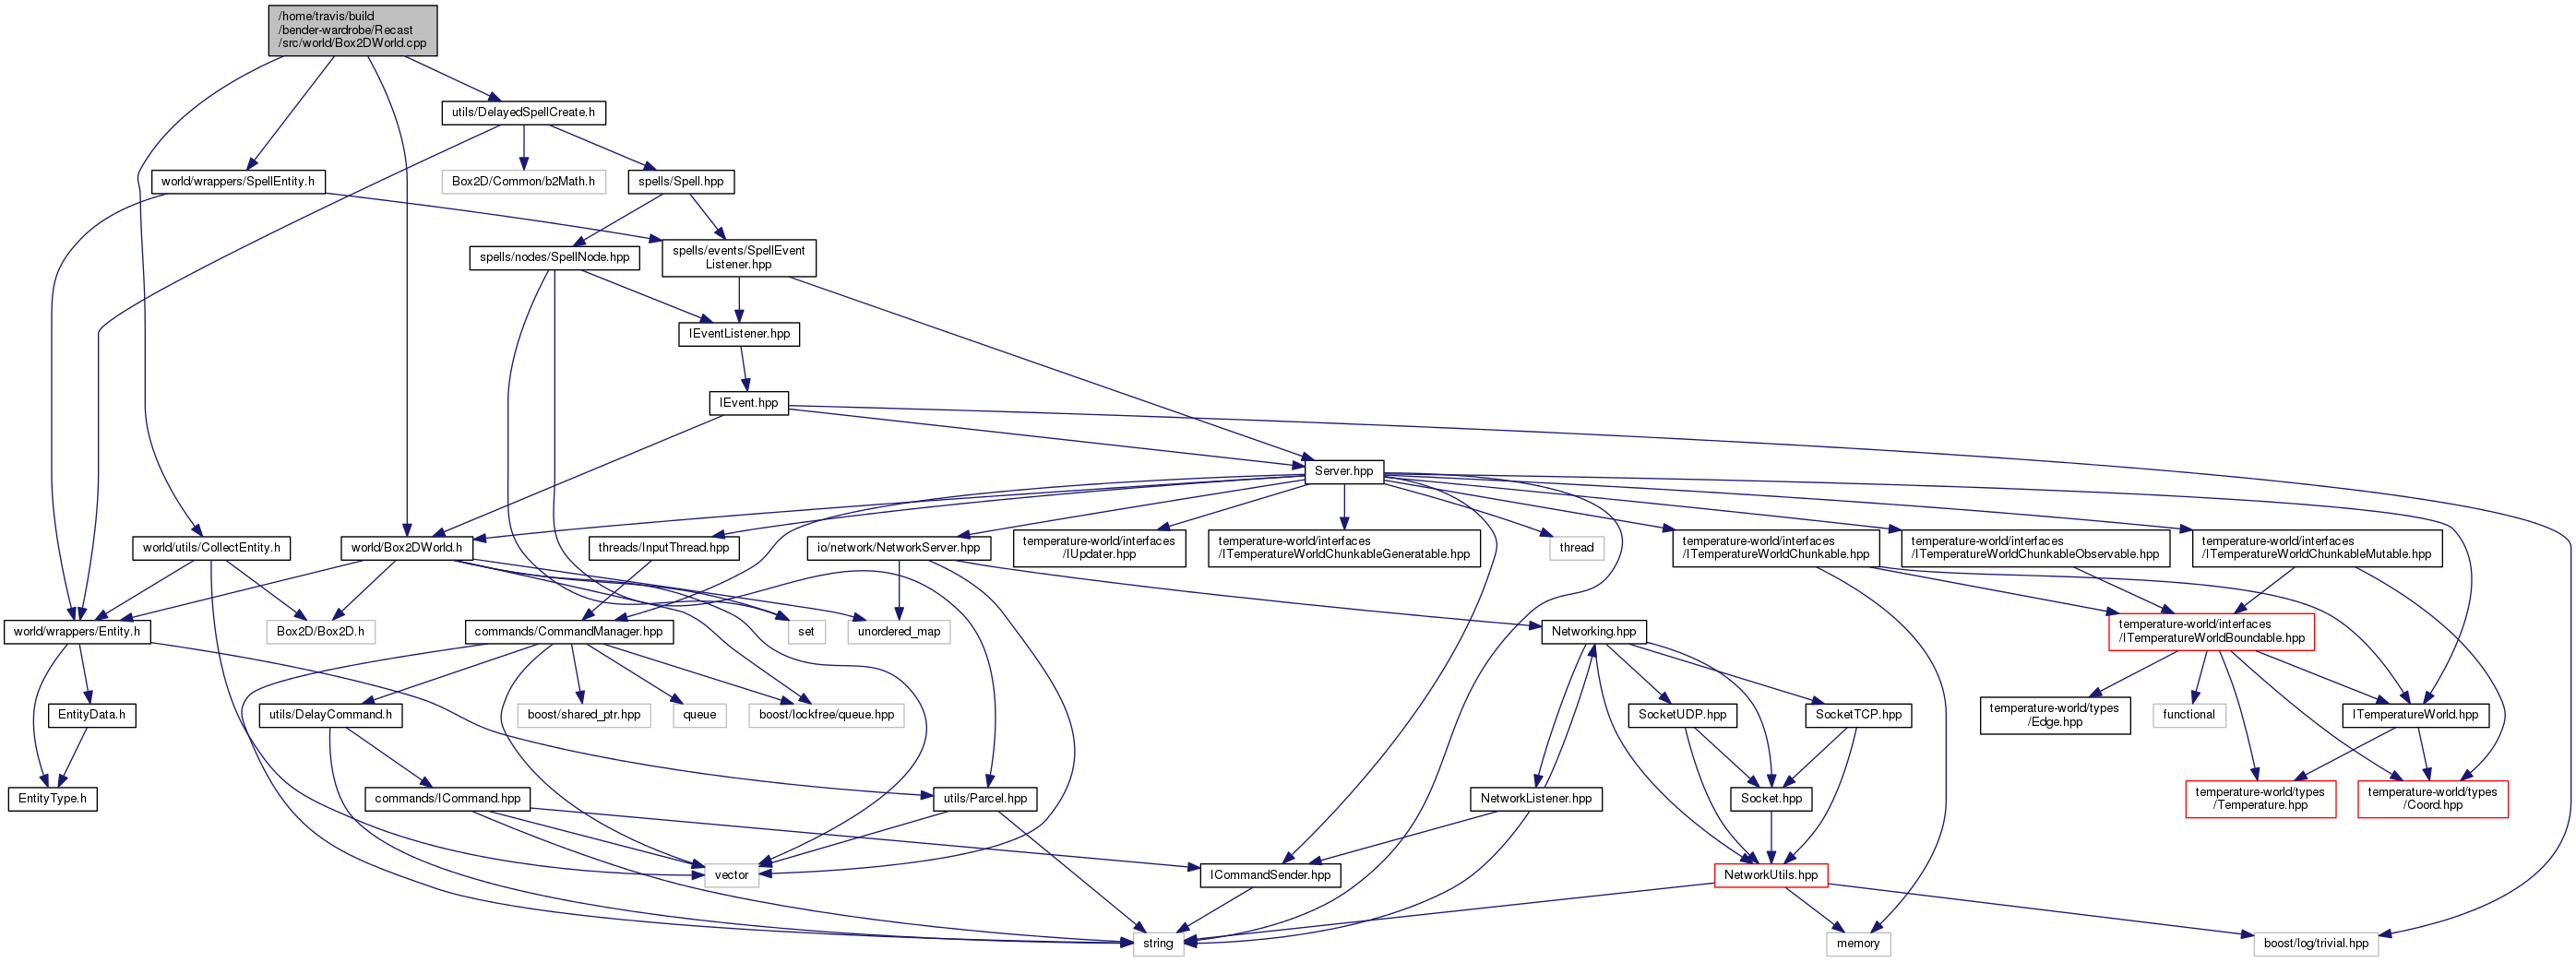 /home/travis/build
/bender-wardrobe/Recast
/src/world/Box2DWorld.cpp
utils/DelayedSpellCreate.h
world/wrappers/SpellEntity.h
Box2D/Common/b2Math.h
spells/Spell.hpp
spells/nodes/SpellNode.hpp
spells/events/SpellEvent
Listener.hpp
IEventListener.hpp
IEvent.hpp
Server.hpp
world/utils/CollectEntity.h
world/Box2DWorld.h
threads/InputThread.hpp
io/network/NetworkServer.hpp
temperature-world/interfaces
/IUpdater.hpp
temperature-world/interfaces
/ITemperatureWorldChunkableGeneratable.hpp
thread
temperature-world/interfaces
/ITemperatureWorldChunkable.hpp
temperature-world/interfaces
/ITemperatureWorldChunkableObservable.hpp
temperature-world/interfaces
/ITemperatureWorldChunkableMutable.hpp
world/wrappers/Entity.h
Box2D/Box2D.h
commands/CommandManager.hpp
set
unordered_map
Networking.hpp
temperature-world/interfaces
/ITemperatureWorldBoundable.hpp
EntityData.h
utils/DelayCommand.h
boost/shared_ptr.hpp
queue
boost/lockfree/queue.hpp
SocketUDP.hpp
SocketTCP.hpp
temperature-world/types
/Edge.hpp
functional
ITemperatureWorld.hpp
EntityType.h
commands/ICommand.hpp
utils/Parcel.hpp
NetworkListener.hpp
Socket.hpp
temperature-world/types
/Temperature.hpp
temperature-world/types
/Coord.hpp
vector
ICommandSender.hpp
NetworkUtils.hpp
string
memory
boost/log/trivial.hpp